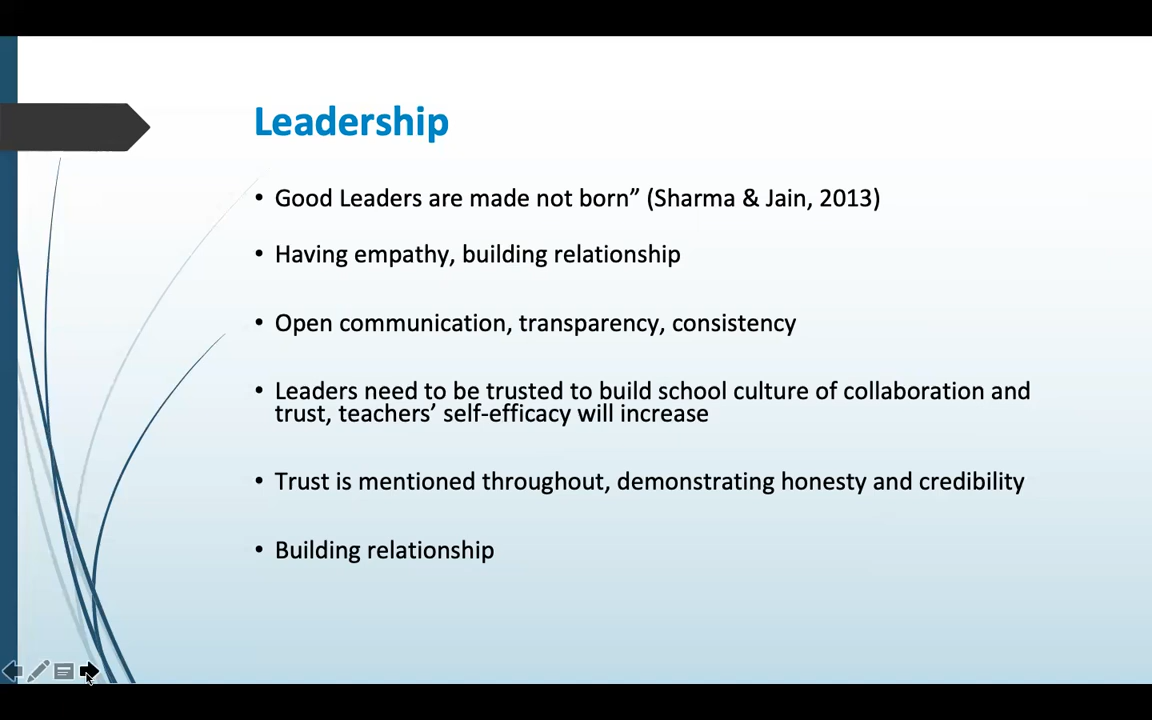 Leadership
• Good Leaders are made not born” (Sharma & Jain, 2013)
• Having empathy, building relationship
• Open communication, transparency, consistency
• Leaders need to be trusted to build school culture of collaboration and
trust, teachers’ self-efficacy will increase
• Trust is mentioned throughout, demonstrating honesty and credibility
• Building relationship